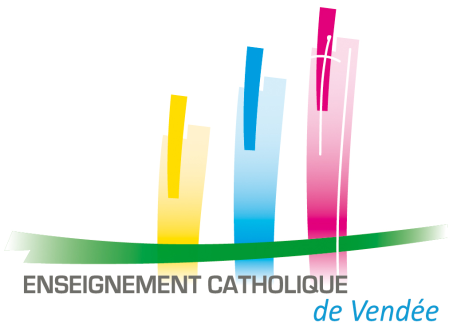 ENSEIGNEMENT CATHOLIQUE
de Vendée